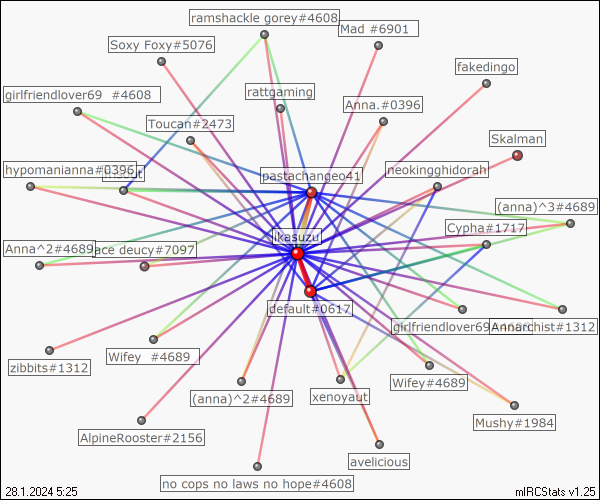 ramshackle gorey#4608
Mad #6901
Soxy Foxy#5076
fakedingo
girlfriendlover69 #4608
rattgaming
Anna.#0396
Toucan#2473
Skalman
hypomanianna#0396
pastachangeo41
neokingghidorah
(anna)^3#4689
Cypha#1717
ikasuzu
Anna^2#4689
ace deucy#7097
default#0617
girlfriendlover69
Annarchist#1312
Wifey #4689
zibbits#1312
Wifey#4689
(anna)^2#4689
xenoyaut
Mushy#1984
AlpineRooster#2156
avelicious
no cops no laws no hope#4608
28.1.2024 5:25
mIRCStats v1.25